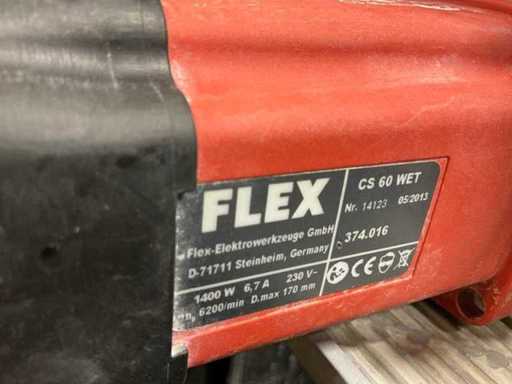 FLEX
Flex-Elektrowerkzeuge GmbH
D-71711 Steinheim, Germany
1400 W 6,7 A 230 V~
n₀ 6200/min D.max 170 mm
CS 60 WET
Nr. 14123 05/2013
374.016
CE